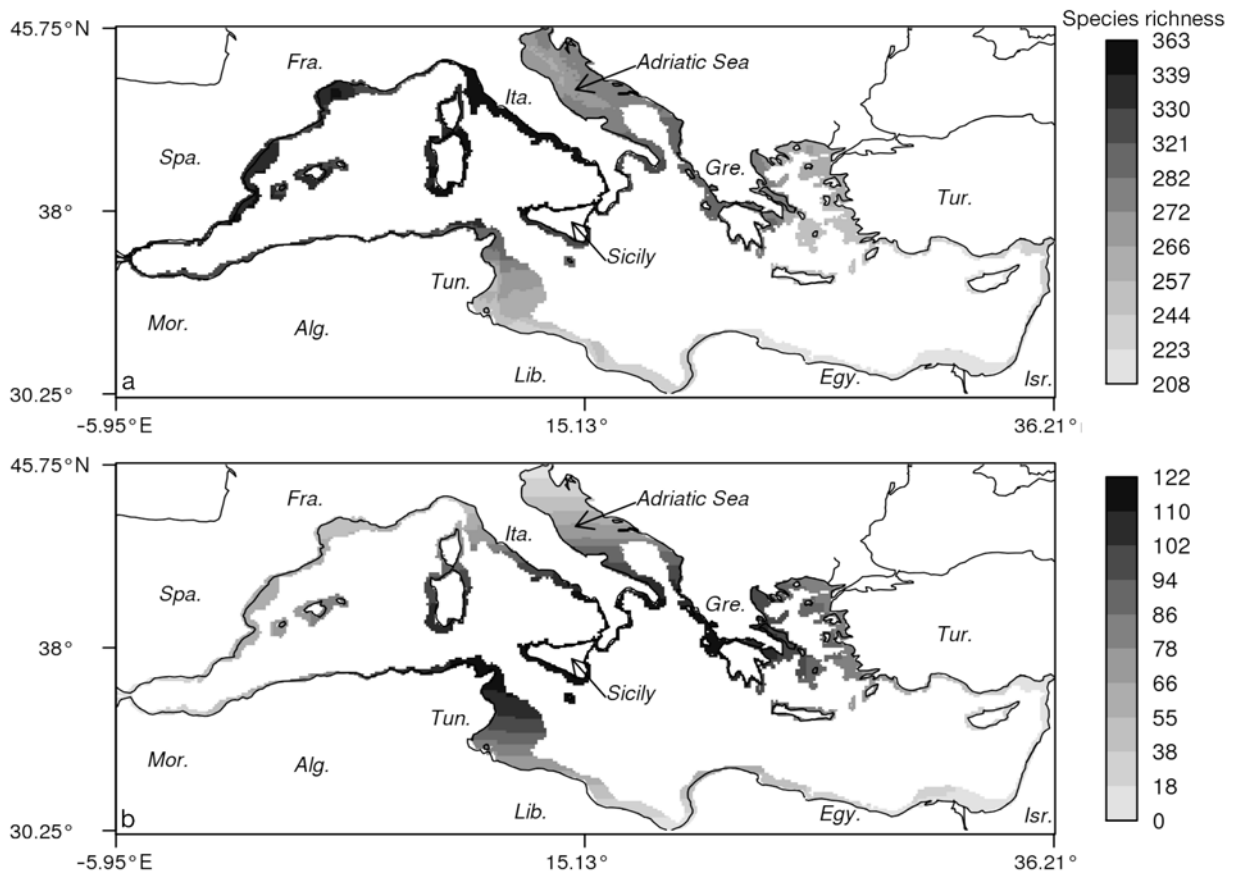 Species richness
45.75°N
38°
30.25°
-5.95°E
15.13°
36.21°
Fra.
Adriatic Sea
Ita.
Spa.
Gre.
Tur.
Sicily
Tun.
Mor.
Alg.
Lib.
Egy.
Isr.
a
363
339
330
321
282
272
266
257
244
223
208
45.75°N
38°
30.25°
-5.95°E
15.13°
36.21°
Fra.
Adriatic Sea
Ita.
Spa.
Gre.
Tur.
Sicily
Tun.
Mor.
Alg.
Lib.
Egy.
Isr.
b
122
110
102
94
86
78
66
55
38
18
0